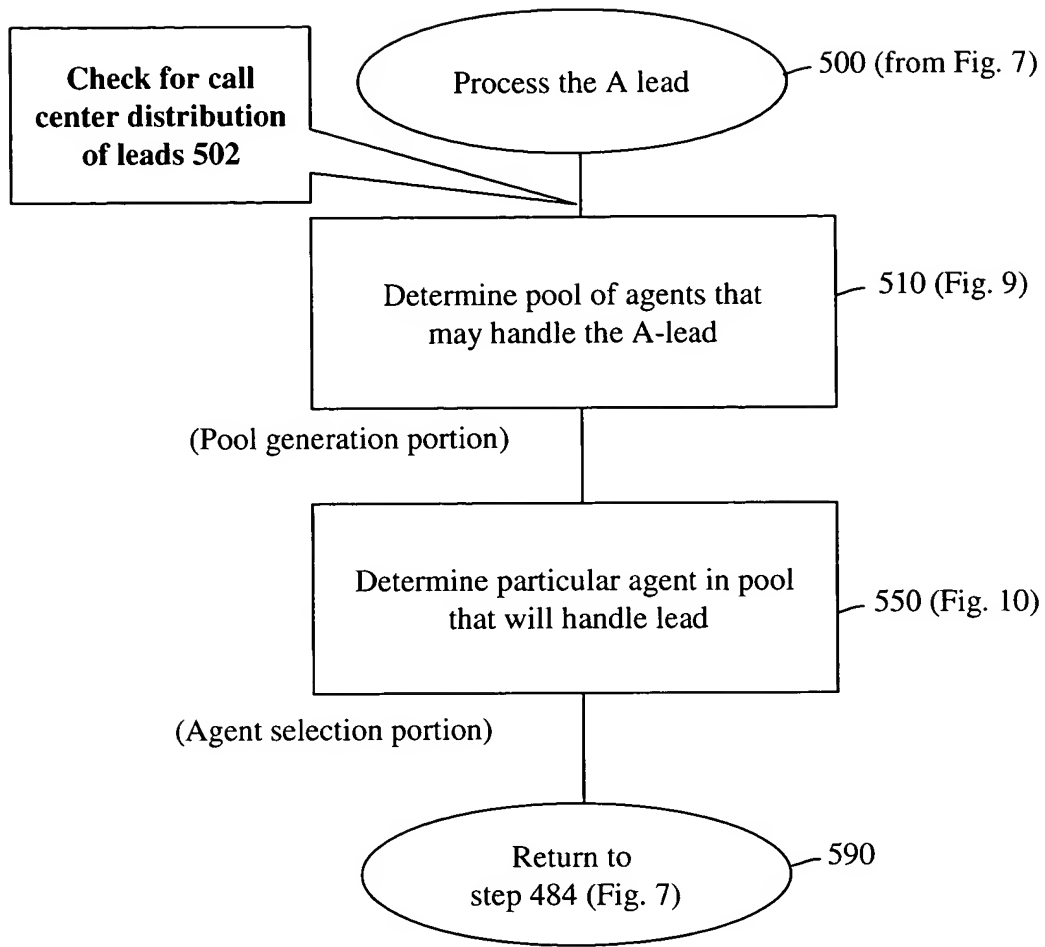 Check for call
center distribution
of leads 502
Process the A lead
500 (from Fig. 7)
Determine pool of agents that
may handle the A-lead
510 (Fig. 9)
(Pool generation portion)
Determine particular agent in pool
that will handle lead
550 (Fig. 10)
(Agent selection portion)
Return to
step 484 (Fig. 7)
590